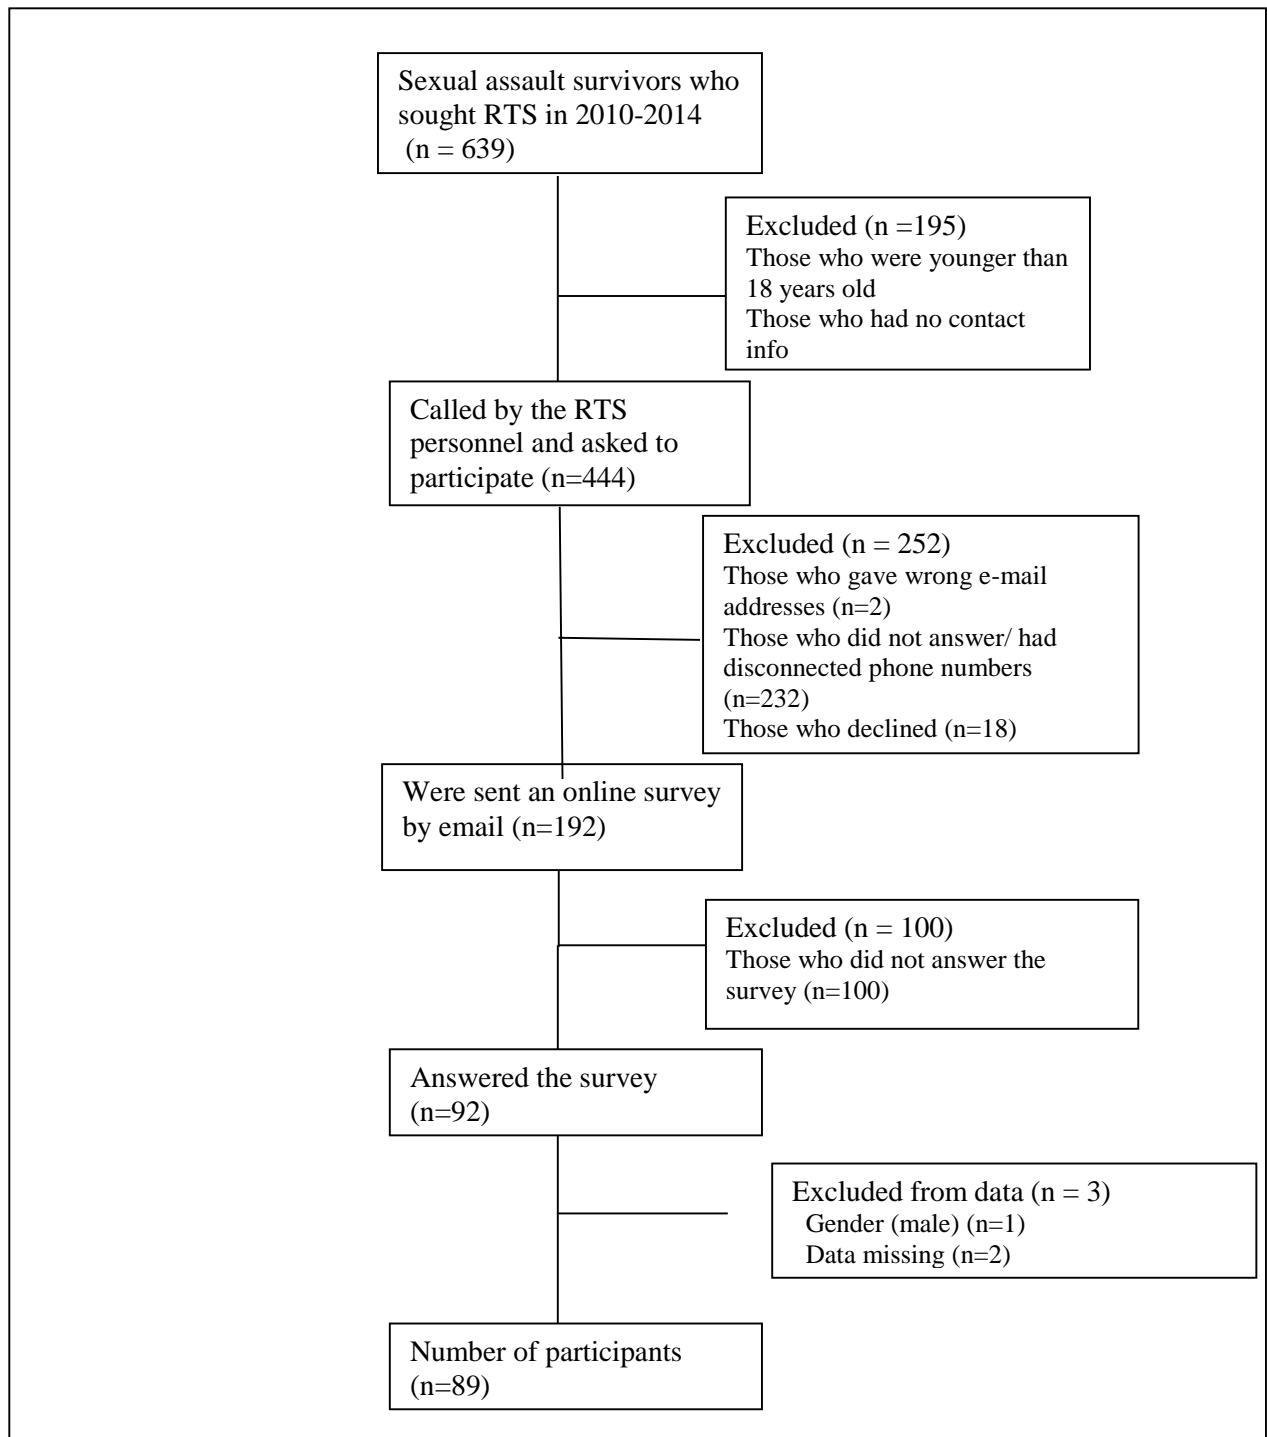 Sexual assault survivors who
sought RTS in 2010-2014
(n = 639)
Excluded (n =195)
Those who were younger than
18 years old
Those who had no contact
info
Called by the RTS
personnel and asked to
participate (n=444)
Excluded (n = 252)
Those who gave wrong e-mail
addresses (n=2)
Those who did not answer/ had
disconnected phone numbers
(n=232)
Those who declined (n=18)
Were sent an online survey
by email (n=192)
Excluded (n = 100)
Those who did not answer the
survey (n=100)
Answered the survey
(n=92)
Excluded from data (n = 3)
Gender (male) (n=1)
Data missing (n=2)
Number of participants
(n=89)